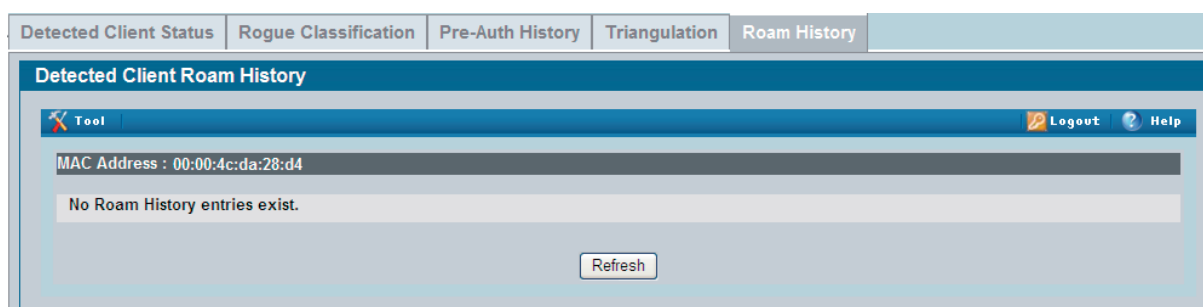 Detected Client Status Rogue Classification Pre-Auth History Triangulation Roam History
Detected Client Roam History
Tool Logout Help
MAC Address : 00:00:4c:da:28:d4
No Roam History entries exist.
Refresh